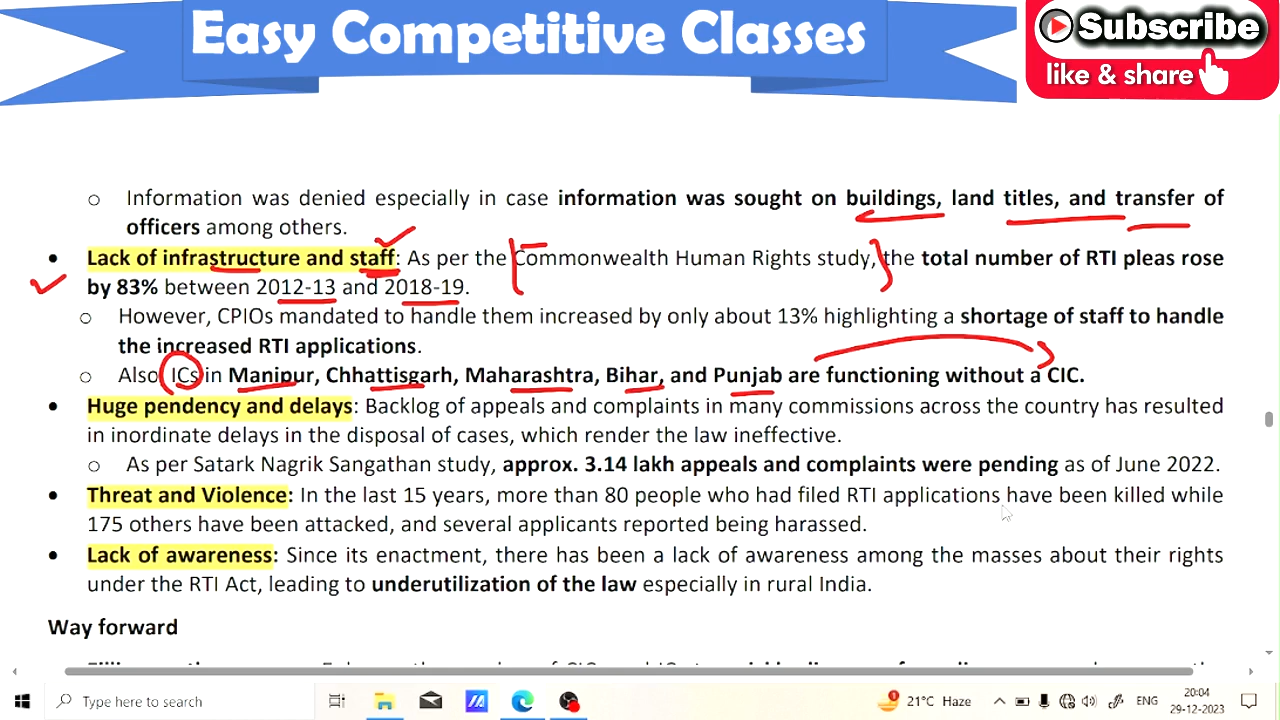 Easy Competitive Classes
Subscribe
like & share
o Information was denied especially in case information was sought on buildings, land titles, and transfer of
officers among others.
• Lack of infrastructure and staff: As per the Commonwealth Human Rights study, the total number of RTI pleas rose
by 83% between 2012-13 and 2018-19.
o However, CPIOs mandated to handle them increased by only about 13% highlighting a shortage of staff to handle
the increased RTI applications.
o Also ICs in Manipur, Chhattisgarh, Maharashtra, Bihar, and Punjab are functioning without a CIC.
• Huge pendency and delays: Backlog of appeals and complaints in many commissions across the country has resulted
in inordinate delays in the disposal of cases, which render the law ineffective.
o As per Satark Nagrik Sangathan study, approx. 3.14 lakh appeals and complaints were pending as of June 2022.
• Threat and Violence: In the last 15 years, more than 80 people who had filed RTI applications have been killed while
175 others have been attacked, and several applicants reported being harassed.
• Lack of awareness: Since its enactment, there has been a lack of awareness among the masses about their rights
under the RTI Act, leading to underutilization of the law especially in rural India.
Way forward
Type here to search
1
21°C Haze
ENG
20:04
29-12-2023